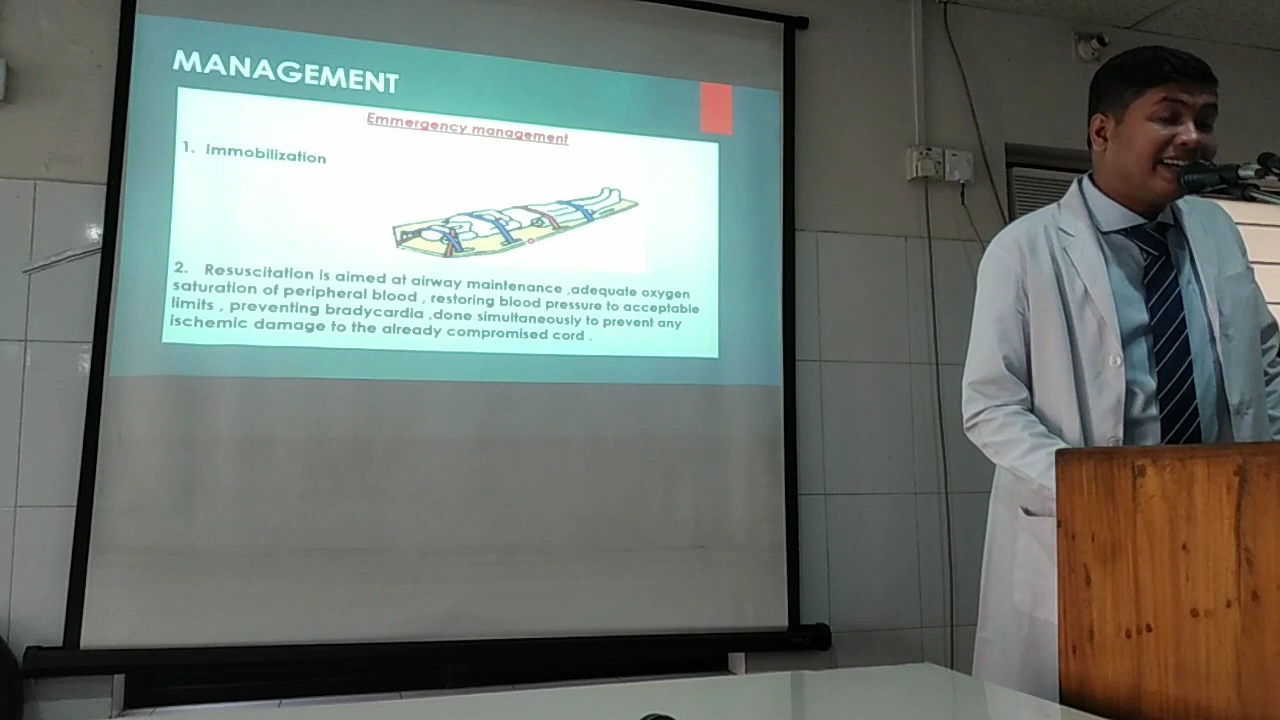 MANAGEMENT
Emmergency management
1. Immobilization
2. Resuscitation is aimed at airway maintenance ,adequate oxygen
saturation of peripheral blood , restoring blood pressure to acceptable
limits , preventing bradycardia ,done simultaneously to prevent any
ischemic damage to the already compromised cord .